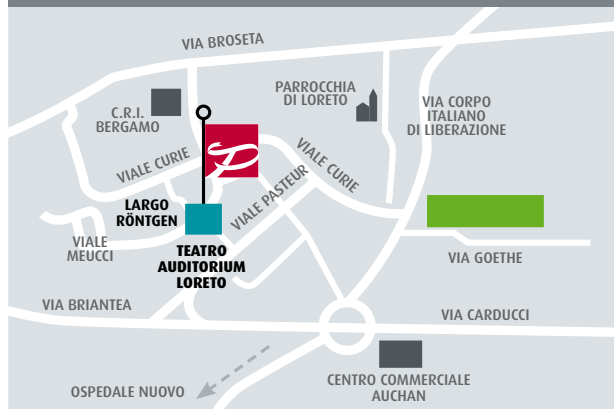 VIA BROSETA
C.R.I.
BERGAMO
PARROCCHIA
DI LORETO
VIA CORPO
ITALIANO
DI LIBERAZIONE
VIALE CURIE
VIALE CURIE
LARGO
RÖNTGEN
VIALE PASTEUR
VIALE
MEUCCI
TEATRO
AUDITORIUM
LORETO
VIA GOETHE
VIA BRIANTEA
VIA CARDUCCI
CENTRO COMMERCIALE
AUCHAN
OSPEDALE NUOVO